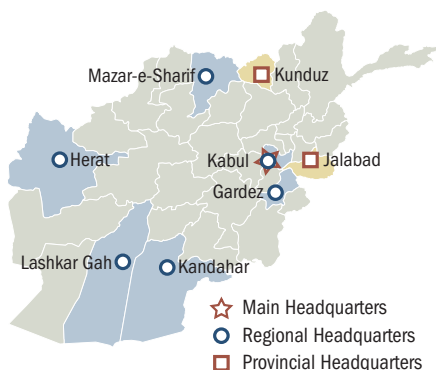 Mazar-e-Sharif
Kunduz
Herat
Kabul
Jalabad
Gardez
Lashkar Gah
Kandahar
Main Headquarters
Regional Headquarters
Provincial Headquarters